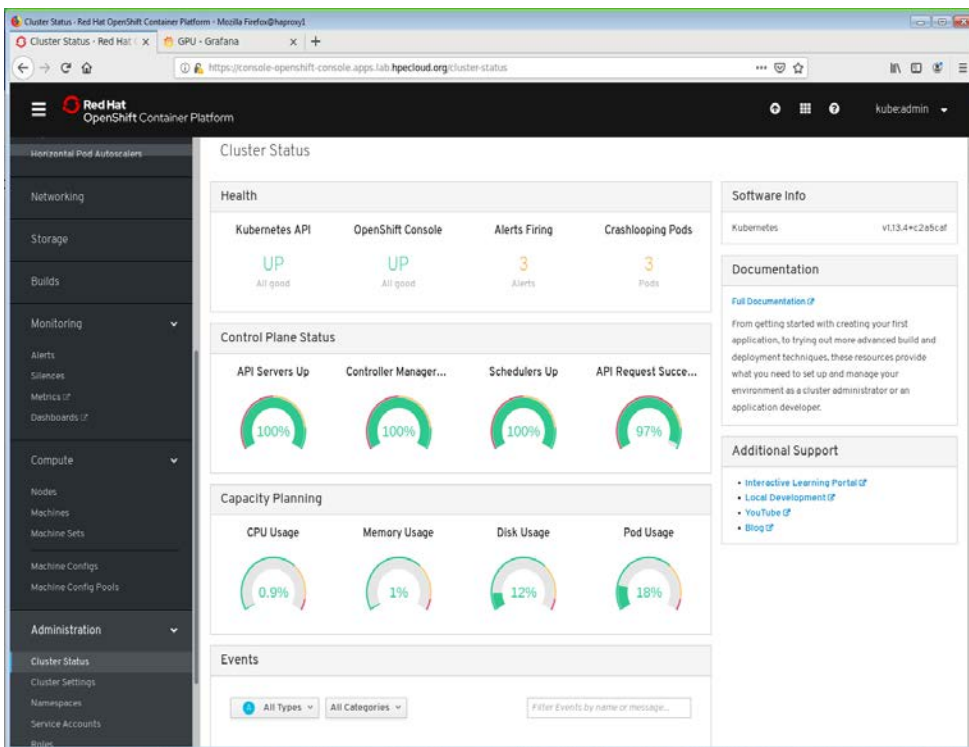 Cluster Status - Red Hat OpenShift Container Platform - Mozilla Firefox@haproxy1
Cluster Status - Red Hat
GPU - Grafana
https://console-openshift-console.apps.lab.hpecloud.org/cluster-status
Red Hat
OpenShift Container Platform
kube:admin
Horizontal Pod Autoscalers
Networking
Storage
Builds
Monitoring
Alerts
Silences
Metrics
Dashboards
Compute
Nodes
Machines
Machine Sets
Machine Configs
Machine Config Pools
Administration
Cluster Status
Cluster Settings
Namespaces
Service Accounts
Roles
Cluster Status
Health
Kubernetes API
OpenShift Console
Alerts Firing
Crashlooping Pods
UP
UP
3
3
All good
All good
Alerts
Pods
Control Plane Status
API Servers Up
Controller Manager...
Schedulers Up
API Request Succe...
100%
100%
100%
97%
Capacity Planning
CPU Usage
Memory Usage
Disk Usage
Pod Usage
0.9%
1%
12%
18%
Events
A All Types
All Categories
Filter Events by name or message...
Software Info
Kubernetes v1.13.4+c2a5caf
Documentation
Full Documentation
From getting started with creating your first
application, to trying out more advanced build and
deployment techniques, these resources provide
what you need to set up and manage your
environment as a cluster administrator or an
application developer.
Additional Support
Interactive Learning Portal
Local Development
YouTube
Blog